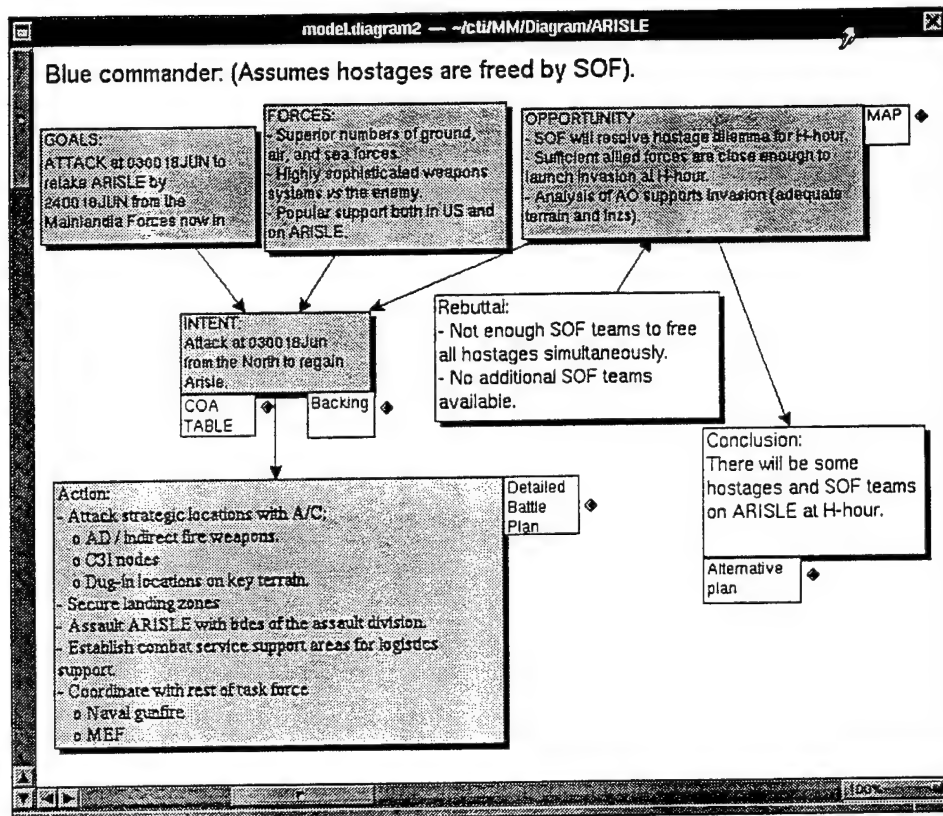 model.diagram2 — ~/cti/MM/Diagram/ARISLE
Blue commander: (Assumes hostages are freed by SOF).
GOALS:
ATTACK at 030018JUN to
retake ARISLE by
240018JUN from the
Mainlandia Forces now in
FORCES:
- Superior numbers of ground,
air, and sea forces.
- Highly sophisticated weapons
systems vs the enemy.
- Popular support both in US and
on ARISLE.
OPPORTUNITY
- SOF will resolve hostage dilemma for H-hour.
- Sufficient allied forces are close enough to
launch invasion at H-hour.
- Analysis of AO supports invasion (adequate
terrain and lnzs)
MAP
INTENT:
Attack at 030018Jun
from the North to regain
Arisle.
COA
TABLE
Backing
Rebuttal:
- Not enough SOF teams to free
all hostages simultaneously.
- No additional SOF teams
available.
Conclusion:
There will be some
hostages and SOF teams
on ARISLE at H-hour.
Alternative
plan
Action:
- Attack strategic locations with A/C;
o AD / Indirect fire weapons.
o C3I nodes
o Dug-in locations on key terrain.
- Secure landing zones
- Assault ARISLE with bdes of the assault division.
- Establish combat service support areas for logistics
support.
- Coordinate with rest of task force
o Naval gunfire
o MEF
Detailed
Battle
Plan
100%